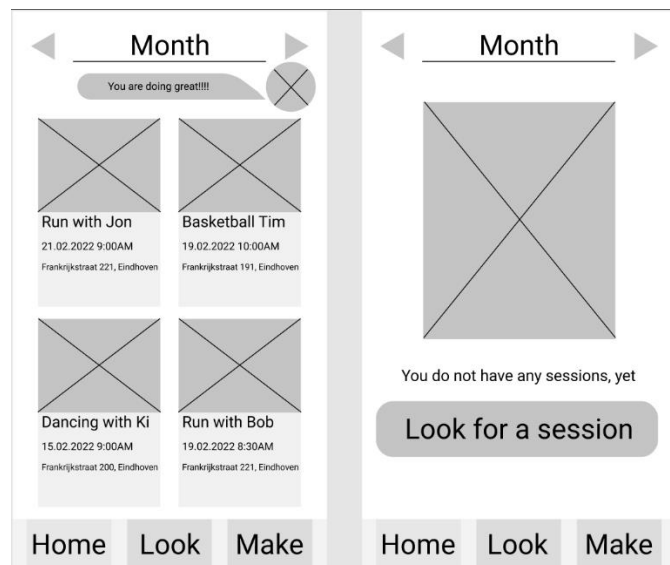 Month
You are doing great!!!!
Run with Jon
21.02.2022 9:00AM
Frankrijkstraat 221, Eindhoven
Basketball Tim
19.02.2022 10:00AM
Frankrijkstraat 191, Eindhoven
Dancing with Ki
15.02.2022 9:00AM
Frankrijkstraat 200, Eindhoven
Run with Bob
19.02.2022 8:30AM
Frankrijkstraat 221, Eindhoven
Home Look Make
Month
You do not have any sessions, yet
Look for a session
Home Look Make